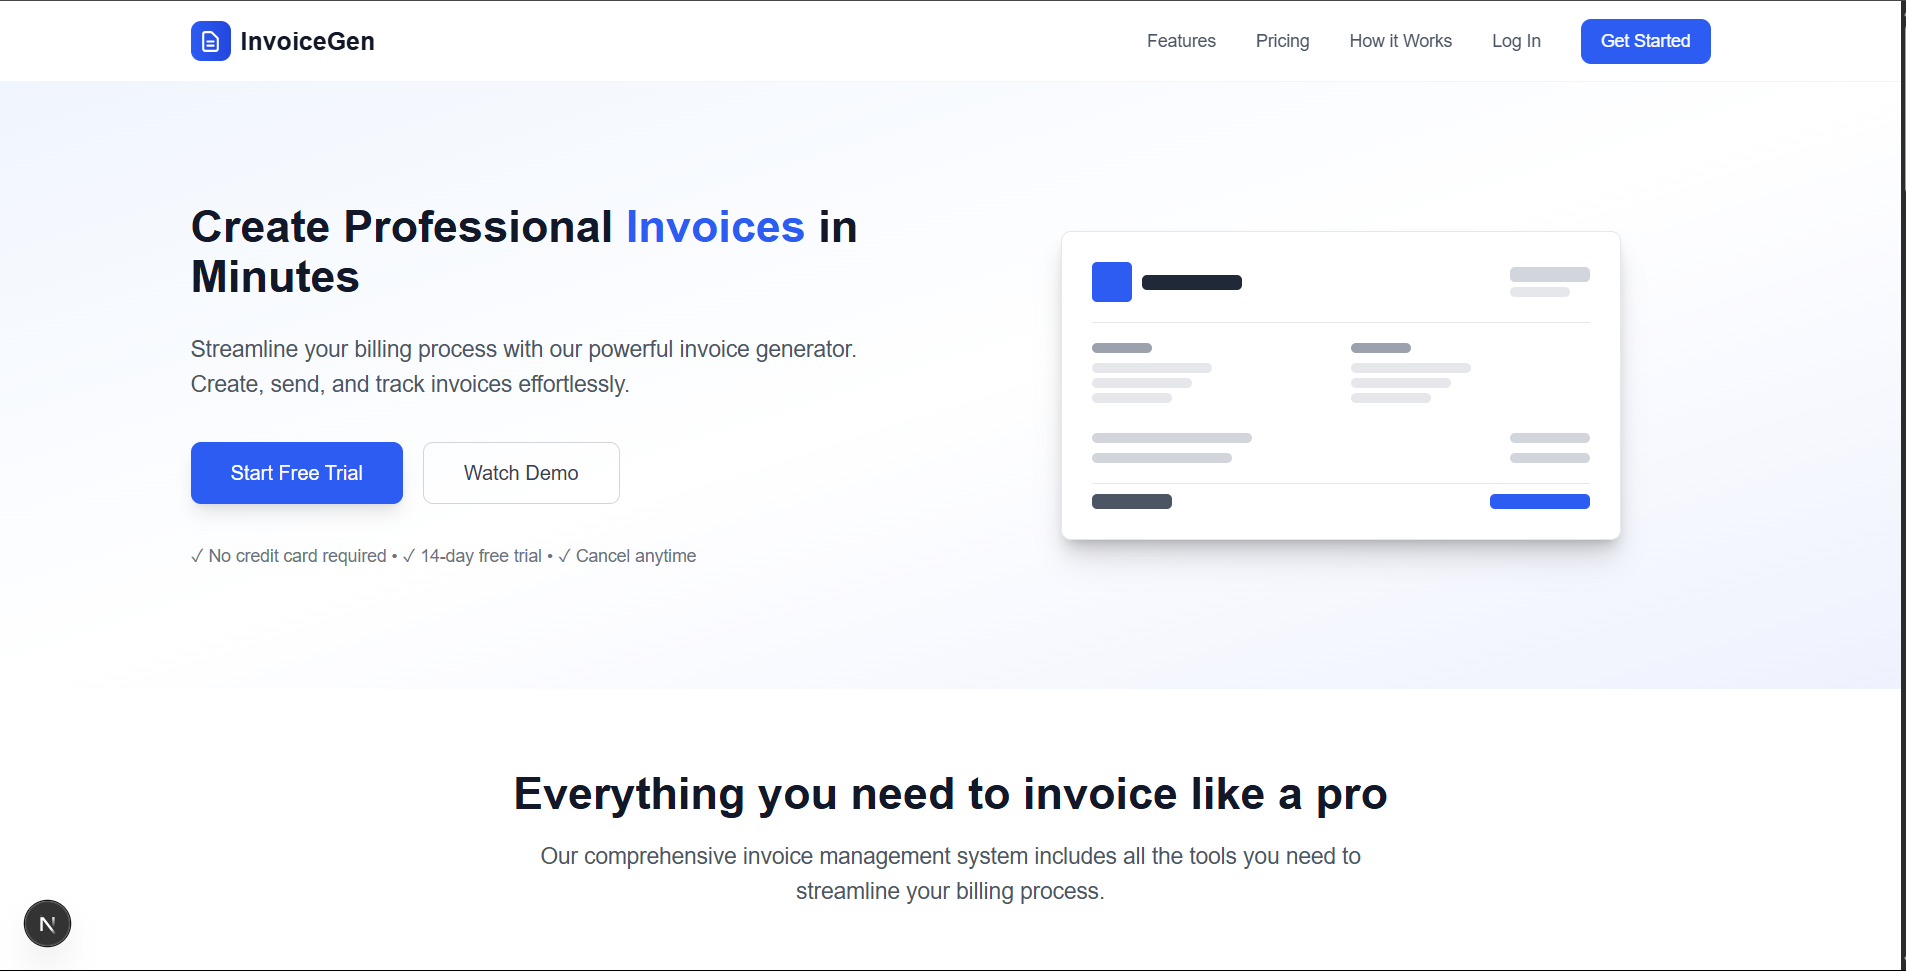 InvoiceGen
Features
Pricing
How it Works
Log In
Get Started
Create Professional Invoices in
Minutes
Streamline your billing process with our powerful invoice generator.
Create, send, and track invoices effortlessly.
Start Free Trial
Watch Demo
✓ No credit card required • ✓ 14-day free trial • ✓ Cancel anytime
Everything you need to invoice like a pro
Our comprehensive invoice management system includes all the tools you need to
streamline your billing process.
N